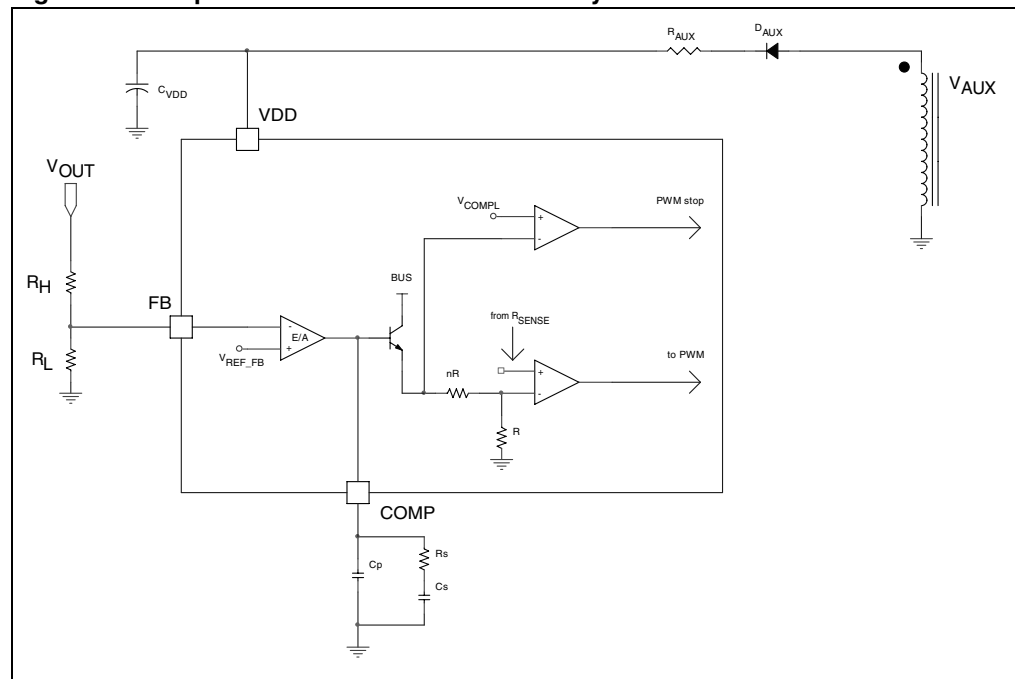 R_AUX
D_AUX
V_AUX
C_VDD
VDD
V_OUT
V_COMPL
+
-
PWM stop
BUS
R_H
FB
-
E/A
+
V_REF_FB
from R_SENSE
to PWM
nR
+
-
R_L
R
COMP
Cp
Rs
Cs